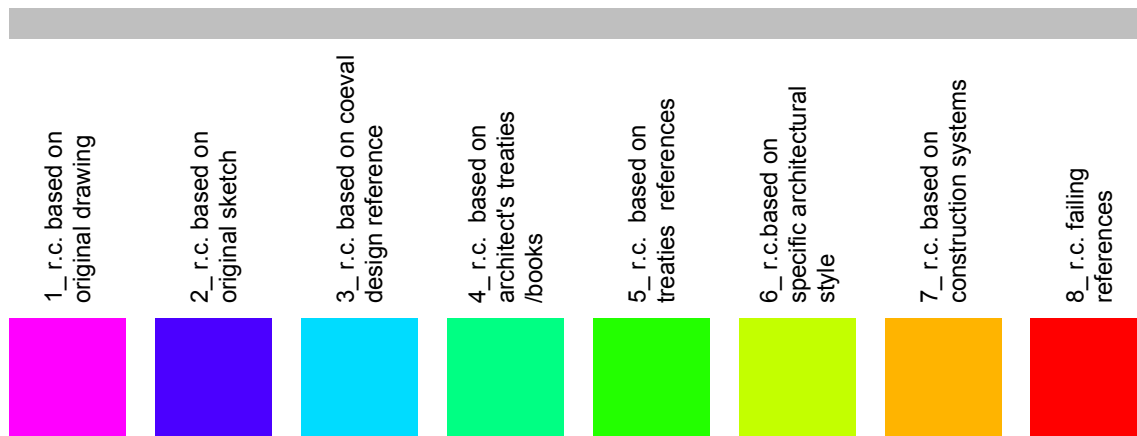 1_ r.c. based on
original drawing
2_ r.c. based on
original sketch
3_ r.c. based on coeval
design reference
4_ r.c. based on
architect's treaties
/books
5_ r.c. based on
treaties references
6_ r.c.based on
specific architectural
style
7_ r.c. based on
construction systems
8_ r.c. failing
references